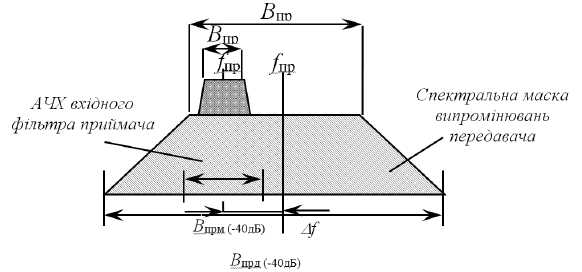 Bпр
Bпр
fпр
fпр
АЧХ вхідного
фільтра приймача
Спектральна маска
випромінювань
передавача
Bпрм (-40дБ)
Δf
Bпрд (-40дБ)